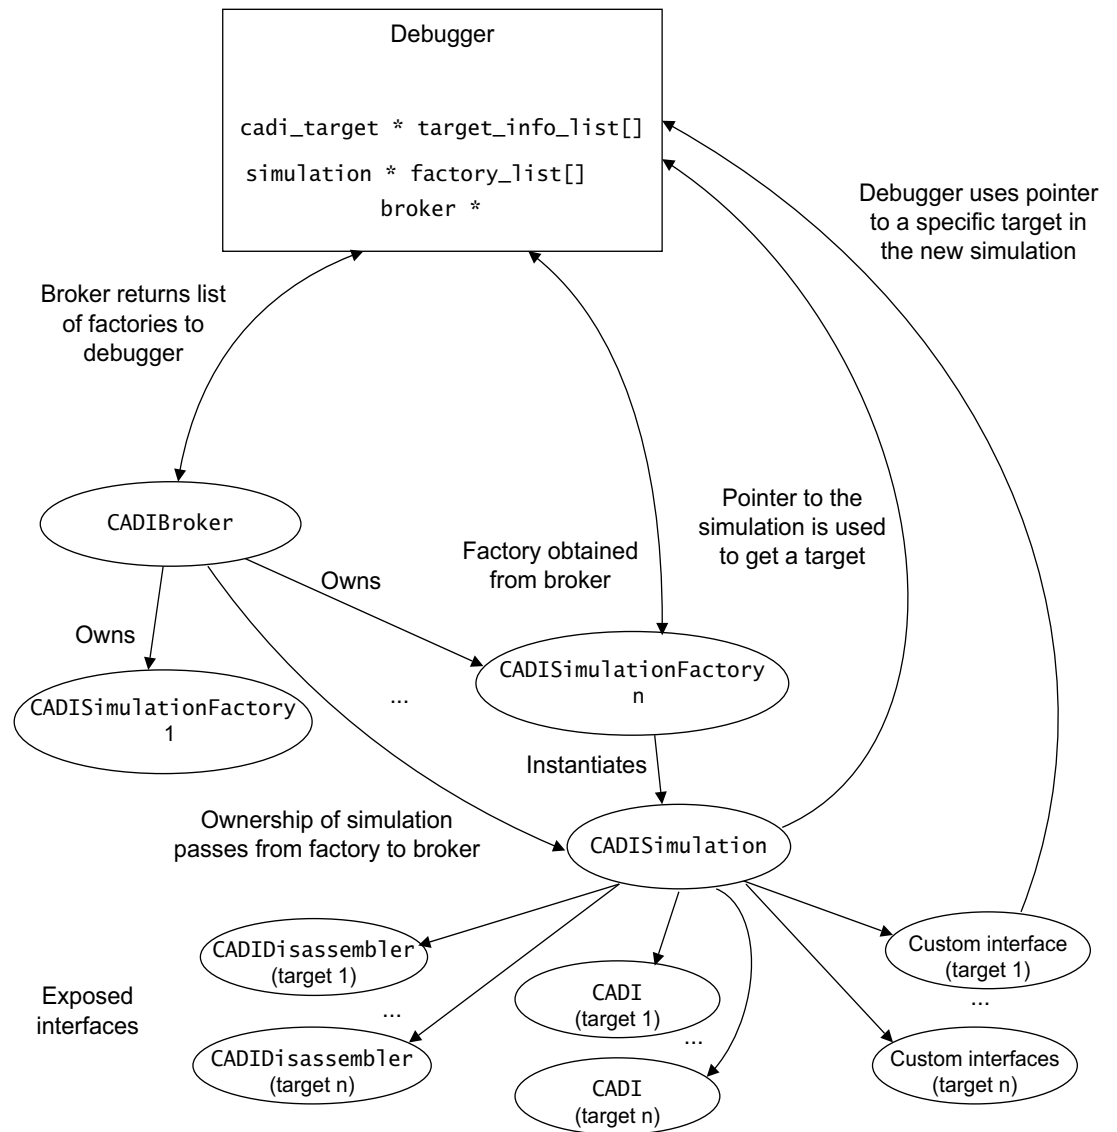 Debugger
cadi_target * target_info_list[]
simulation * factory_list[]
broker *
Debugger uses pointer
to a specific target in
the new simulation
Broker returns list
of factories to
debugger
CADIBroker
Pointer to the
simulation is used
to get a target
Factory obtained
from broker
Owns
Owns
CADISimulationFactory
n
CADISimulationFactory
1
...
Instantiates
Ownership of simulation
passes from factory to broker
CADISimulation
CADIDisassembler
(target 1)
Custom interface
(target 1)
Exposed
interfaces
...
CADI
(target 1)
...
...
CADIDisassembler
(target n)
Custom interfaces
(target n)
CADI
(target n)